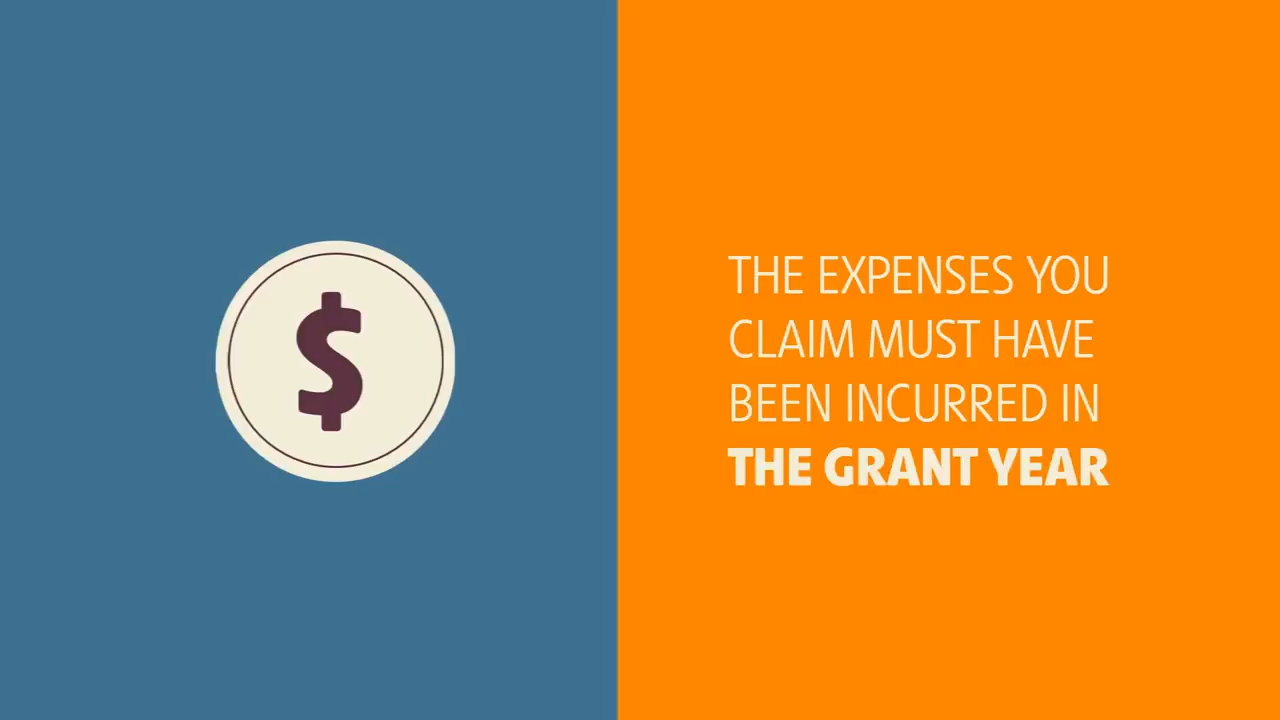 $
THE EXPENSES YOU
CLAIM MUST HAVE
BEEN INCURRED IN
THE GRANT YEAR